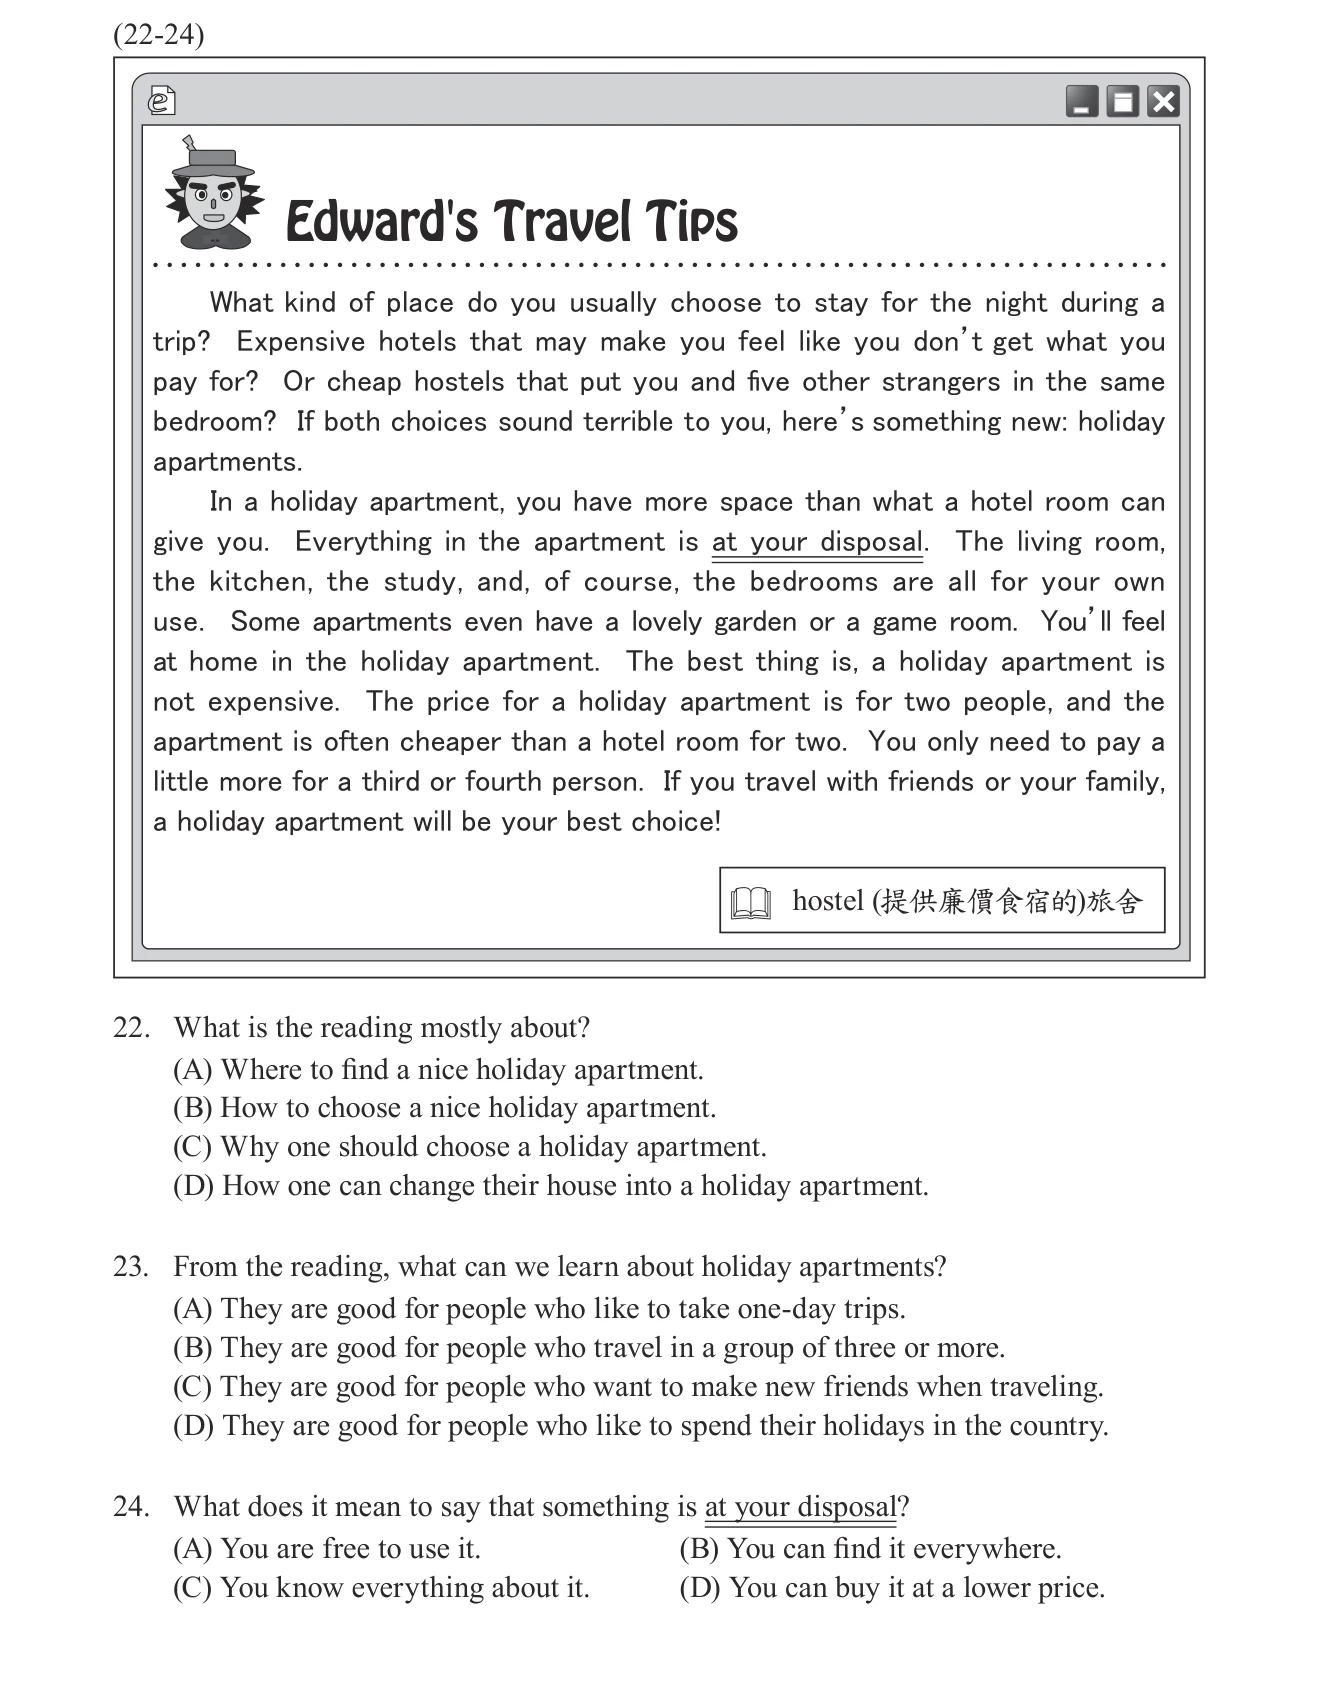 (22-24)
Edward's Travel Tips
What kind of place do you usually choose to stay for the night during a
trip? Expensive hotels that may make you feel like you don't get what you
pay for? Or cheap hostels that put you and five other strangers in the same
bedroom? If both choices sound terrible to you, here's something new: holiday
apartments.
In a holiday apartment, you have more space than what a hotel room can
give you. Everything in the apartment is at your disposal. The living room,
the kitchen, the study, and, of course, the bedrooms are all for your own
use. Some apartments even have a lovely garden or a game room. You'll feel
at home in the holiday apartment. The best thing is, a holiday apartment is
not expensive. The price for a holiday apartment is for two people, and the
apartment is often cheaper than a hotel room for two. You only need to pay a
little more for a third or fourth person. If you travel with friends or your family,
a holiday apartment will be your best choice!
hostel (提供廉價食宿的)旅舍
22. What is the reading mostly about?
(A) Where to find a nice holiday apartment.
(B) How to choose a nice holiday apartment.
(C) Why one should choose a holiday apartment.
(D) How one can change their house into a holiday apartment.
23. From the reading, what can we learn about holiday apartments?
(A) They are good for people who like to take one-day trips.
(B) They are good for people who travel in a group of three or more.
(C) They are good for people who want to make new friends when traveling.
(D) They are good for people who like to spend their holidays in the country.
24. What does it mean to say that something is at your disposal?
(A) You are free to use it. (B) You can find it everywhere.
(C) You know everything about it. (D) You can buy it at a lower price.